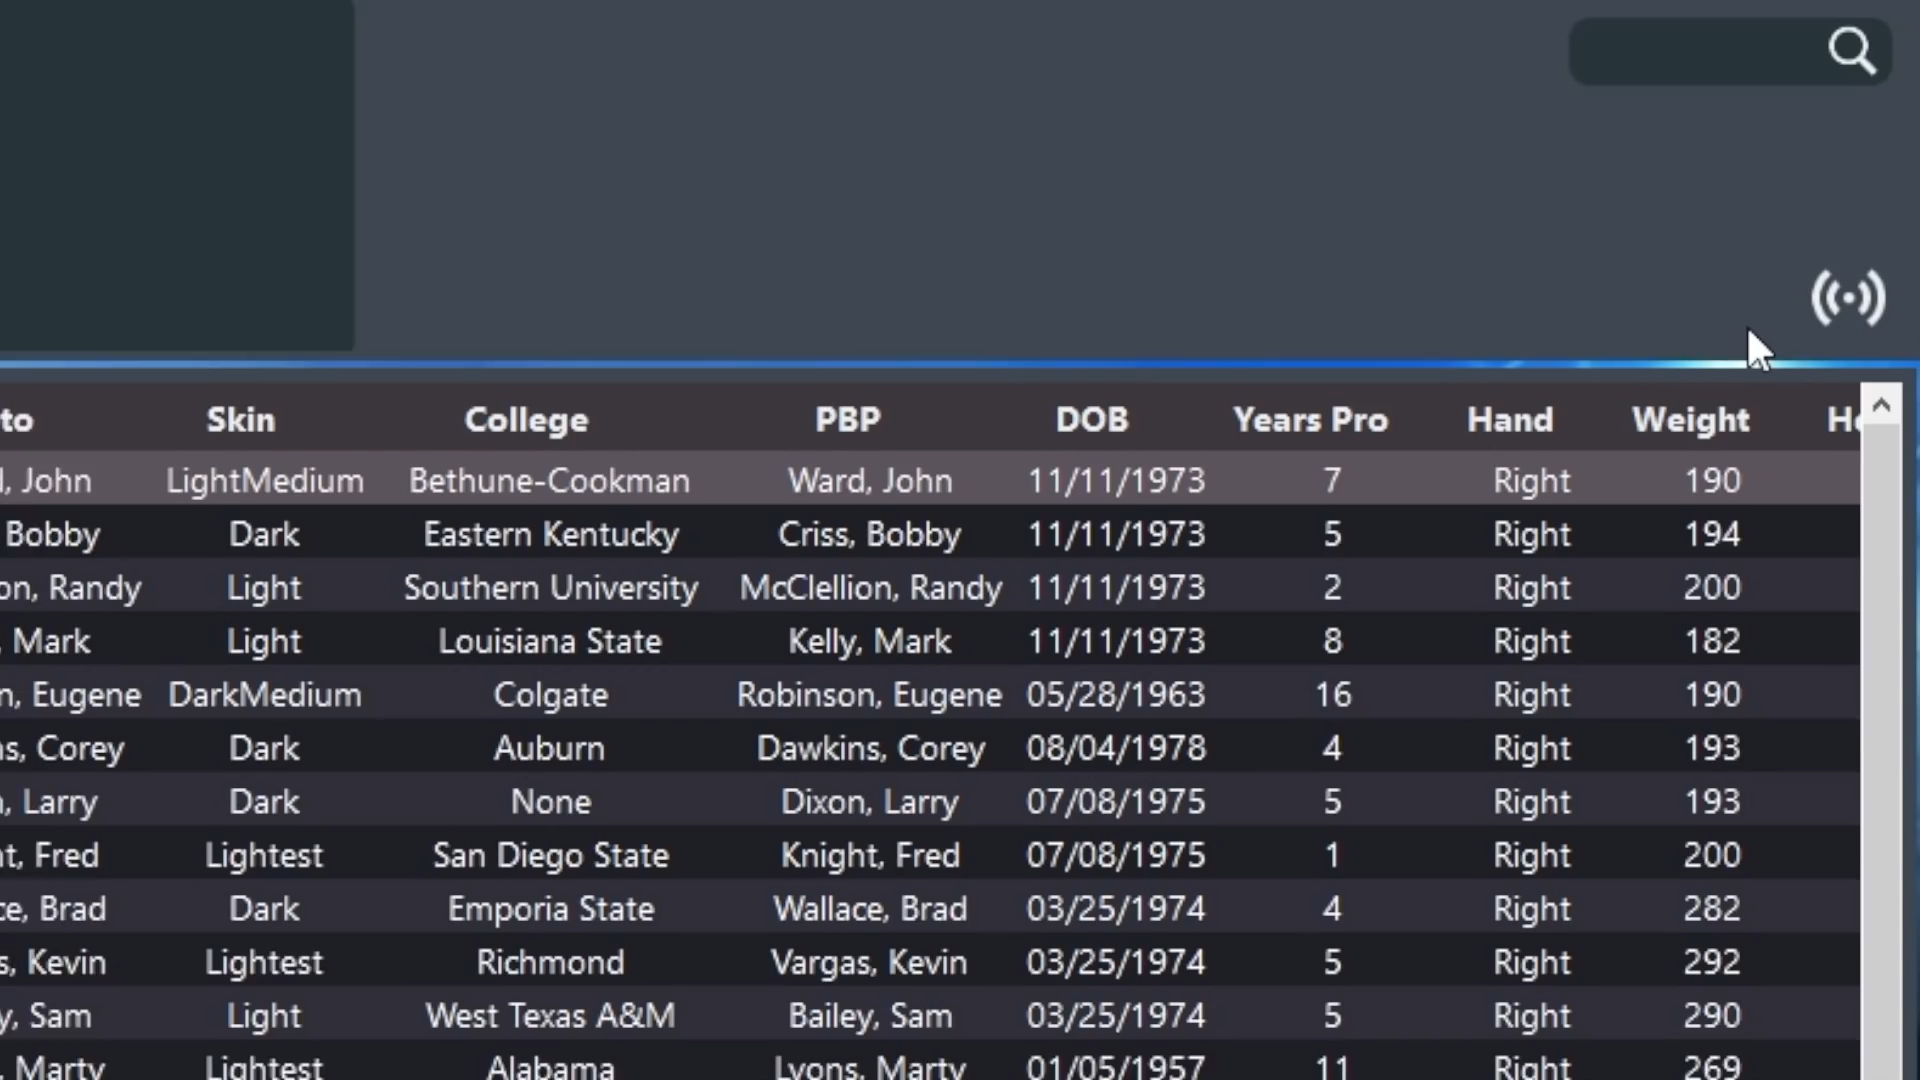 to Skin College PBP DOB Years Pro Hand Weight He
l, John LightMedium Bethune-Cookman Ward, John 11/11/1973 7 Right 190
Bobby Dark Eastern Kentucky Criss, Bobby 11/11/1973 5 Right 194
on, Randy Light Southern University McClellion, Randy 11/11/1973 2 Right 200
, Mark Light Louisiana State Kelly, Mark 11/11/1973 8 Right 182
n, Eugene DarkMedium Colgate Robinson, Eugene 05/28/1963 16 Right 190
s, Corey Dark Auburn Dawkins, Corey 08/04/1978 4 Right 193
, Larry Dark None Dixon, Larry 07/08/1975 5 Right 193
t, Fred Lightest San Diego State Knight, Fred 07/08/1975 1 Right 200
ce, Brad Dark Emporia State Wallace, Brad 03/25/1974 4 Right 282
s, Kevin Lightest Richmond Vargas, Kevin 03/25/1974 5 Right 292
y, Sam Light West Texas A&M Bailey, Sam 03/25/1974 5 Right 290
, Marty Lightest Alabama Lyons, Marty 01/05/1957 11 Right 269